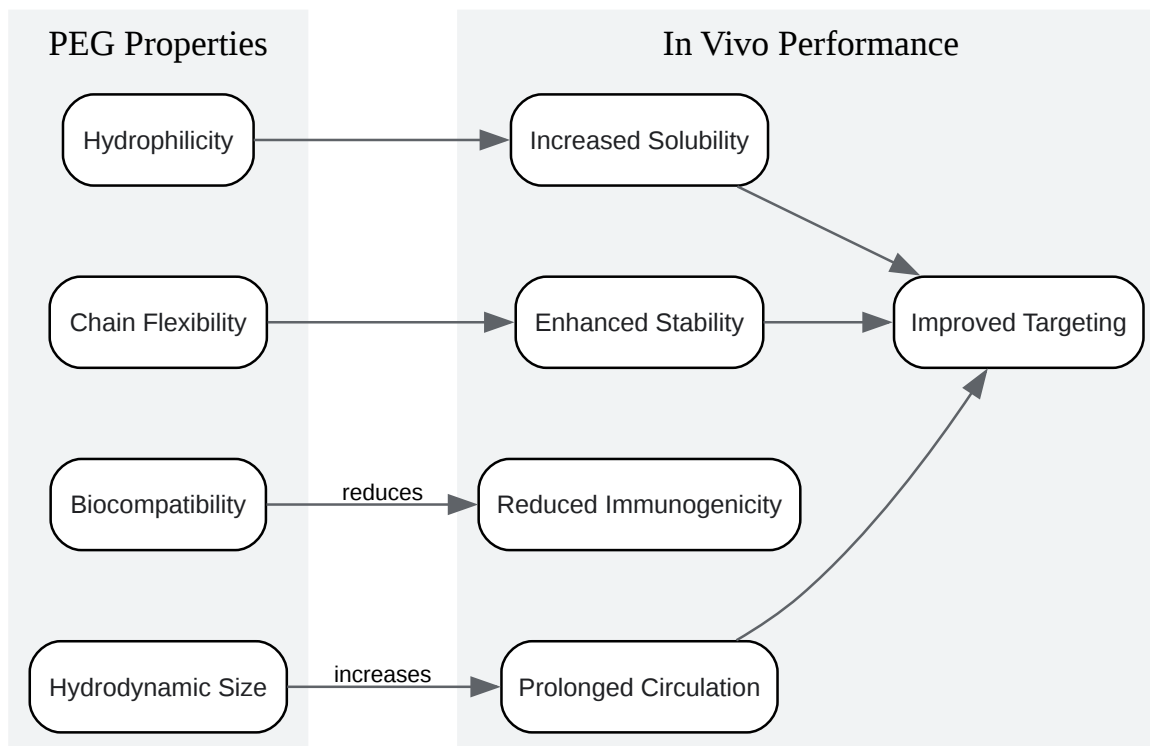 PEG Properties
In Vivo Performance
Hydrophilicity
Increased Solubility
Chain Flexibility
Enhanced Stability
Improved Targeting
Biocompatibility
reduces
Reduced Immunogenicity
Hydrodynamic Size
increases
Prolonged Circulation